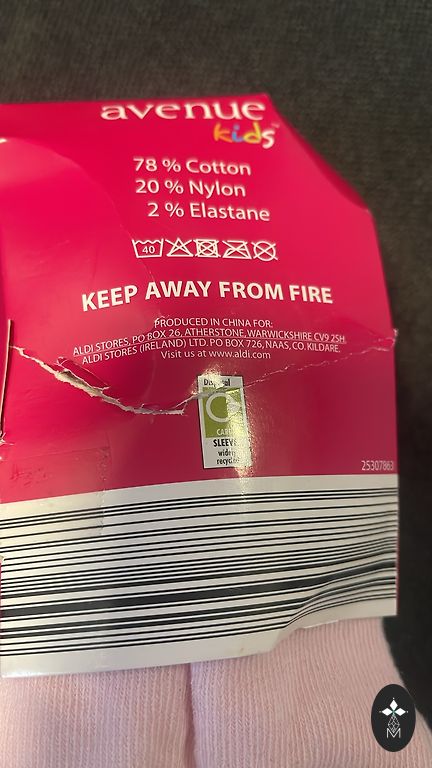 avenue
kids
78 % Cotton
20 % Nylon
2 % Elastane
40
KEEP AWAY FROM FIRE
PRODUCED IN CHINA FOR:
ALDI STORES, PO BOX 26, ATHERSTONE, WARWICKSHIRE CV9 2SH.
ALDI STORES (IRELAND) LTD. PO BOX 726, NAAS, CO. KILDARE.
Visit us at www.aldi.com
SLEEVE
25307863
M